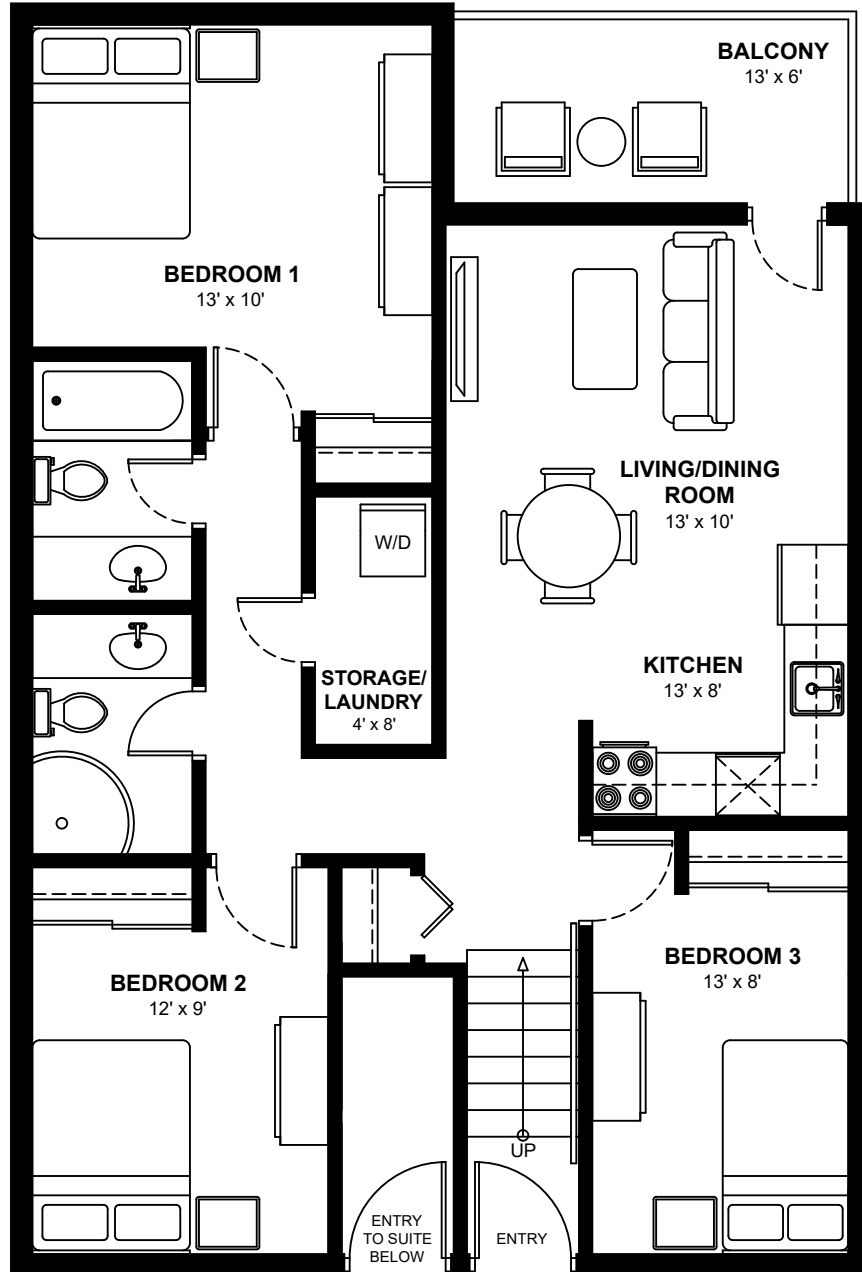 BALCONY
13' x 6'
BEDROOM 1
13' x 10'
LIVING/DINING
ROOM
13' x 10'
W/D
STORAGE/
LAUNDRY
4' x 8'
KITCHEN
13' x 8'
BEDROOM 2
12' x 9'
BEDROOM 3
13' x 8'
UP
ENTRY
TO SUITE
BELOW
ENTRY